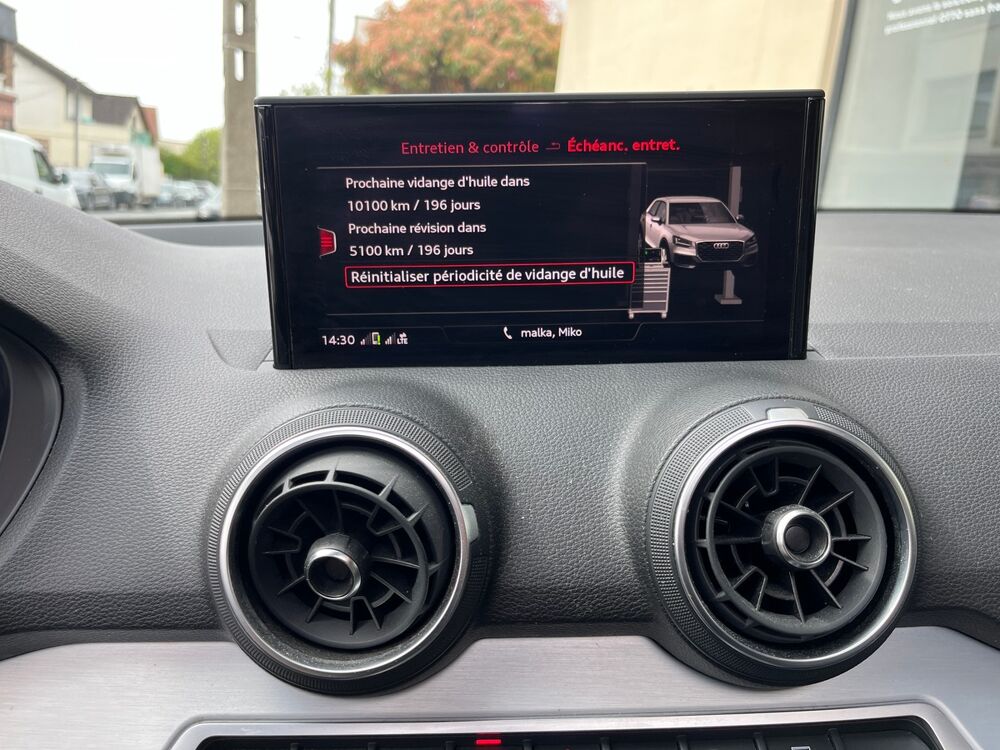 Entretien & contrôle Échéanc. entret.
Prochaine vidange d'huile dans
10100 km / 196 jours
Prochaine révision dans
5100 km / 196 jours
Réinitialiser périodicité de vidange d'huile
14:30 LTE
malka, Miko